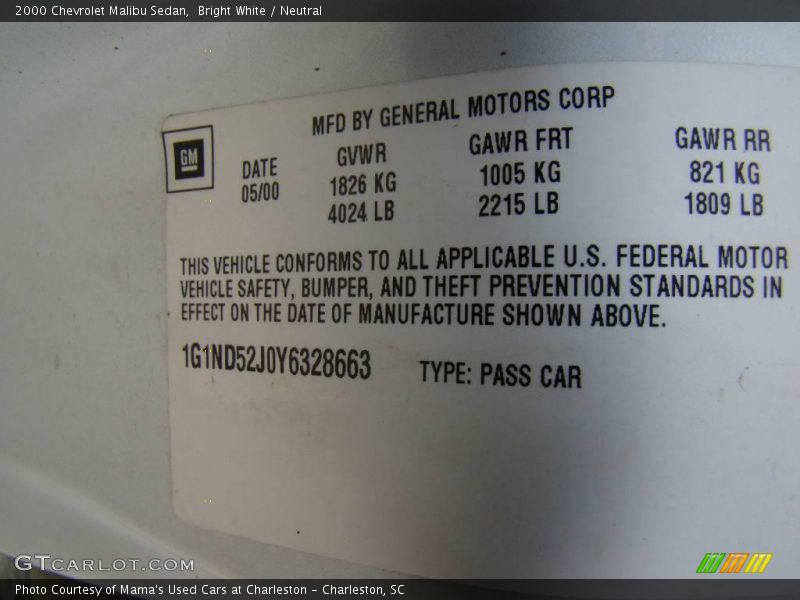 2000 Chevrolet Malibu Sedan,  Bright White / Neutral
MFD BY GENERAL MOTORS CORP
GM
DATE
05/00
GVWR
1826 KG
4024 LB
GAWR FRT
1005 KG
2215 LB
GAWR RR
821 KG
1809 LB
THIS VEHICLE CONFORMS TO ALL APPLICABLE U.S. FEDERAL MOTOR
VEHICLE SAFETY, BUMPER, AND THEFT PREVENTION STANDARDS IN
EFFECT ON THE DATE OF MANUFACTURE SHOWN ABOVE.
1G1ND52J0Y6328663 TYPE: PASS CAR
GTCARLOT.COM
Photo Courtesy of Mama's Used Cars at Charleston - Charleston, SC